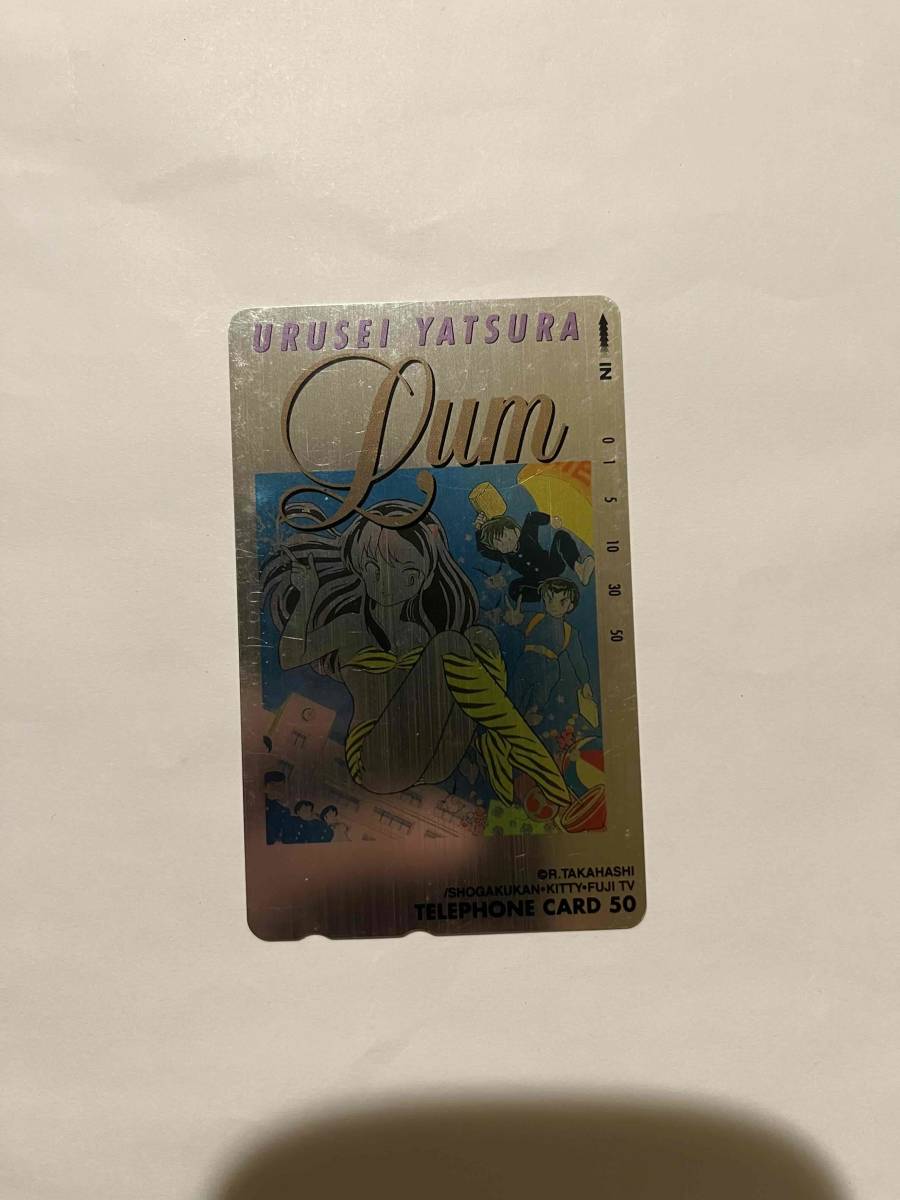 URUSEI YATSURA
Lum
IN
0
1
5
10
30
50
©R.TAKAHASHI
/SHOGAKUKAN•KITTY•FUJI TV
TELEPHONE CARD 50